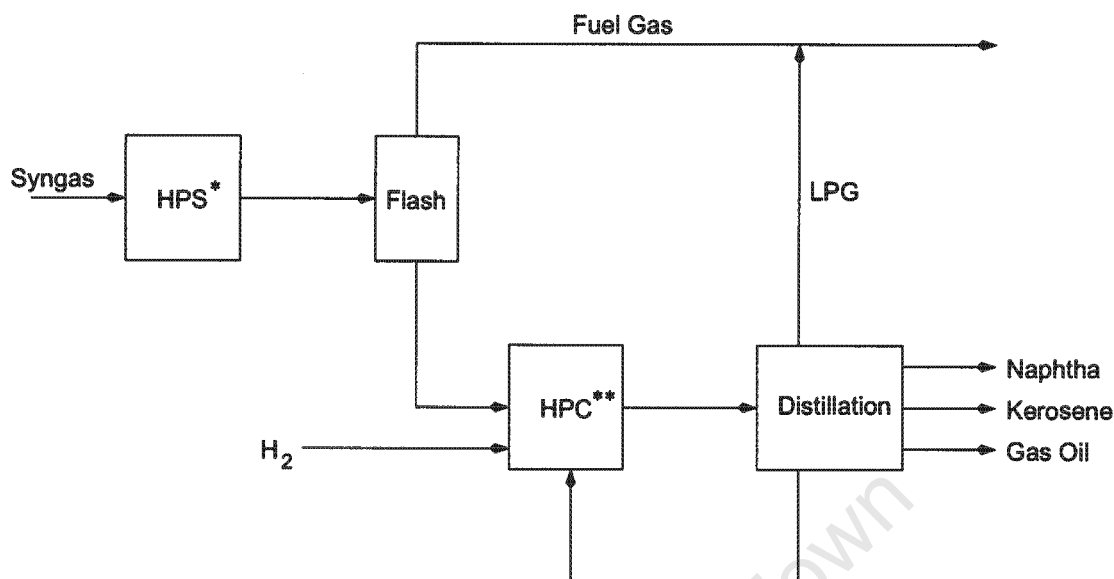 Fuel Gas
Syngas
HPS*
Flash
LPG
HPC**
H2
Distillation
Naphtha
Kerosene
Gas Oil